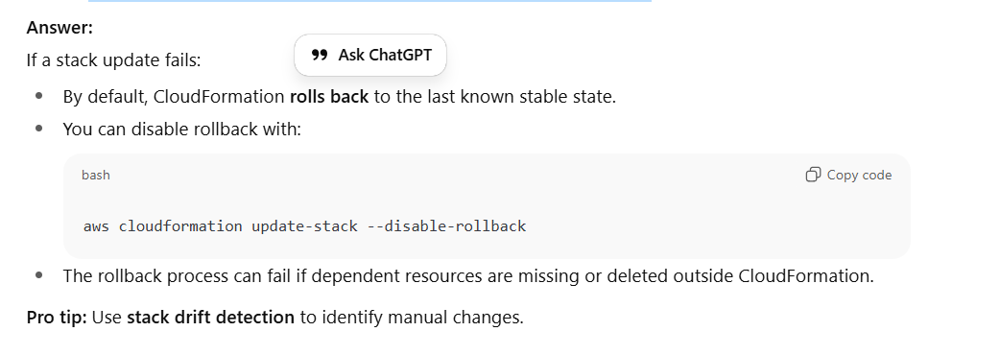 Answer:
If a stack update fails:
Ask ChatGPT
• By default, CloudFormation rolls back to the last known stable state.
• You can disable rollback with:
bash
Copy code
aws cloudformation update-stack --disable-rollback
• The rollback process can fail if dependent resources are missing or deleted outside CloudFormation.
Pro tip: Use stack drift detection to identify manual changes.